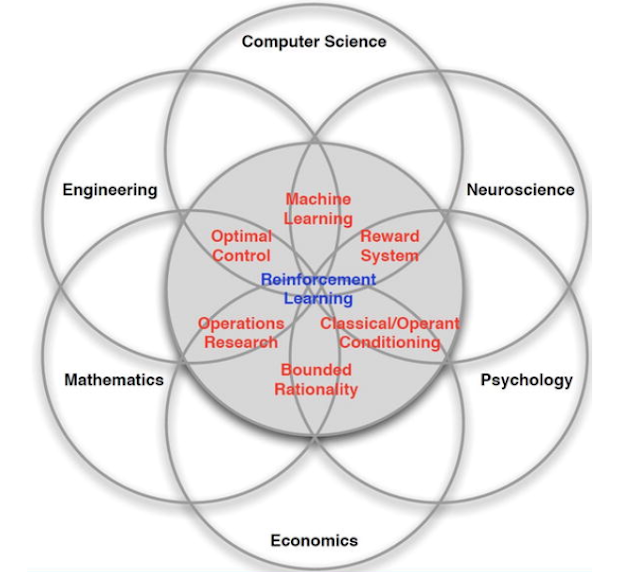 Computer Science
Engineering
Neuroscience
Machine
Learning
Optimal
Control
Reward
System
Reinforcement
Learning
Operations
Research
Classical/Operant
Conditioning
Bounded
Rationality
Mathematics
Psychology
Economics